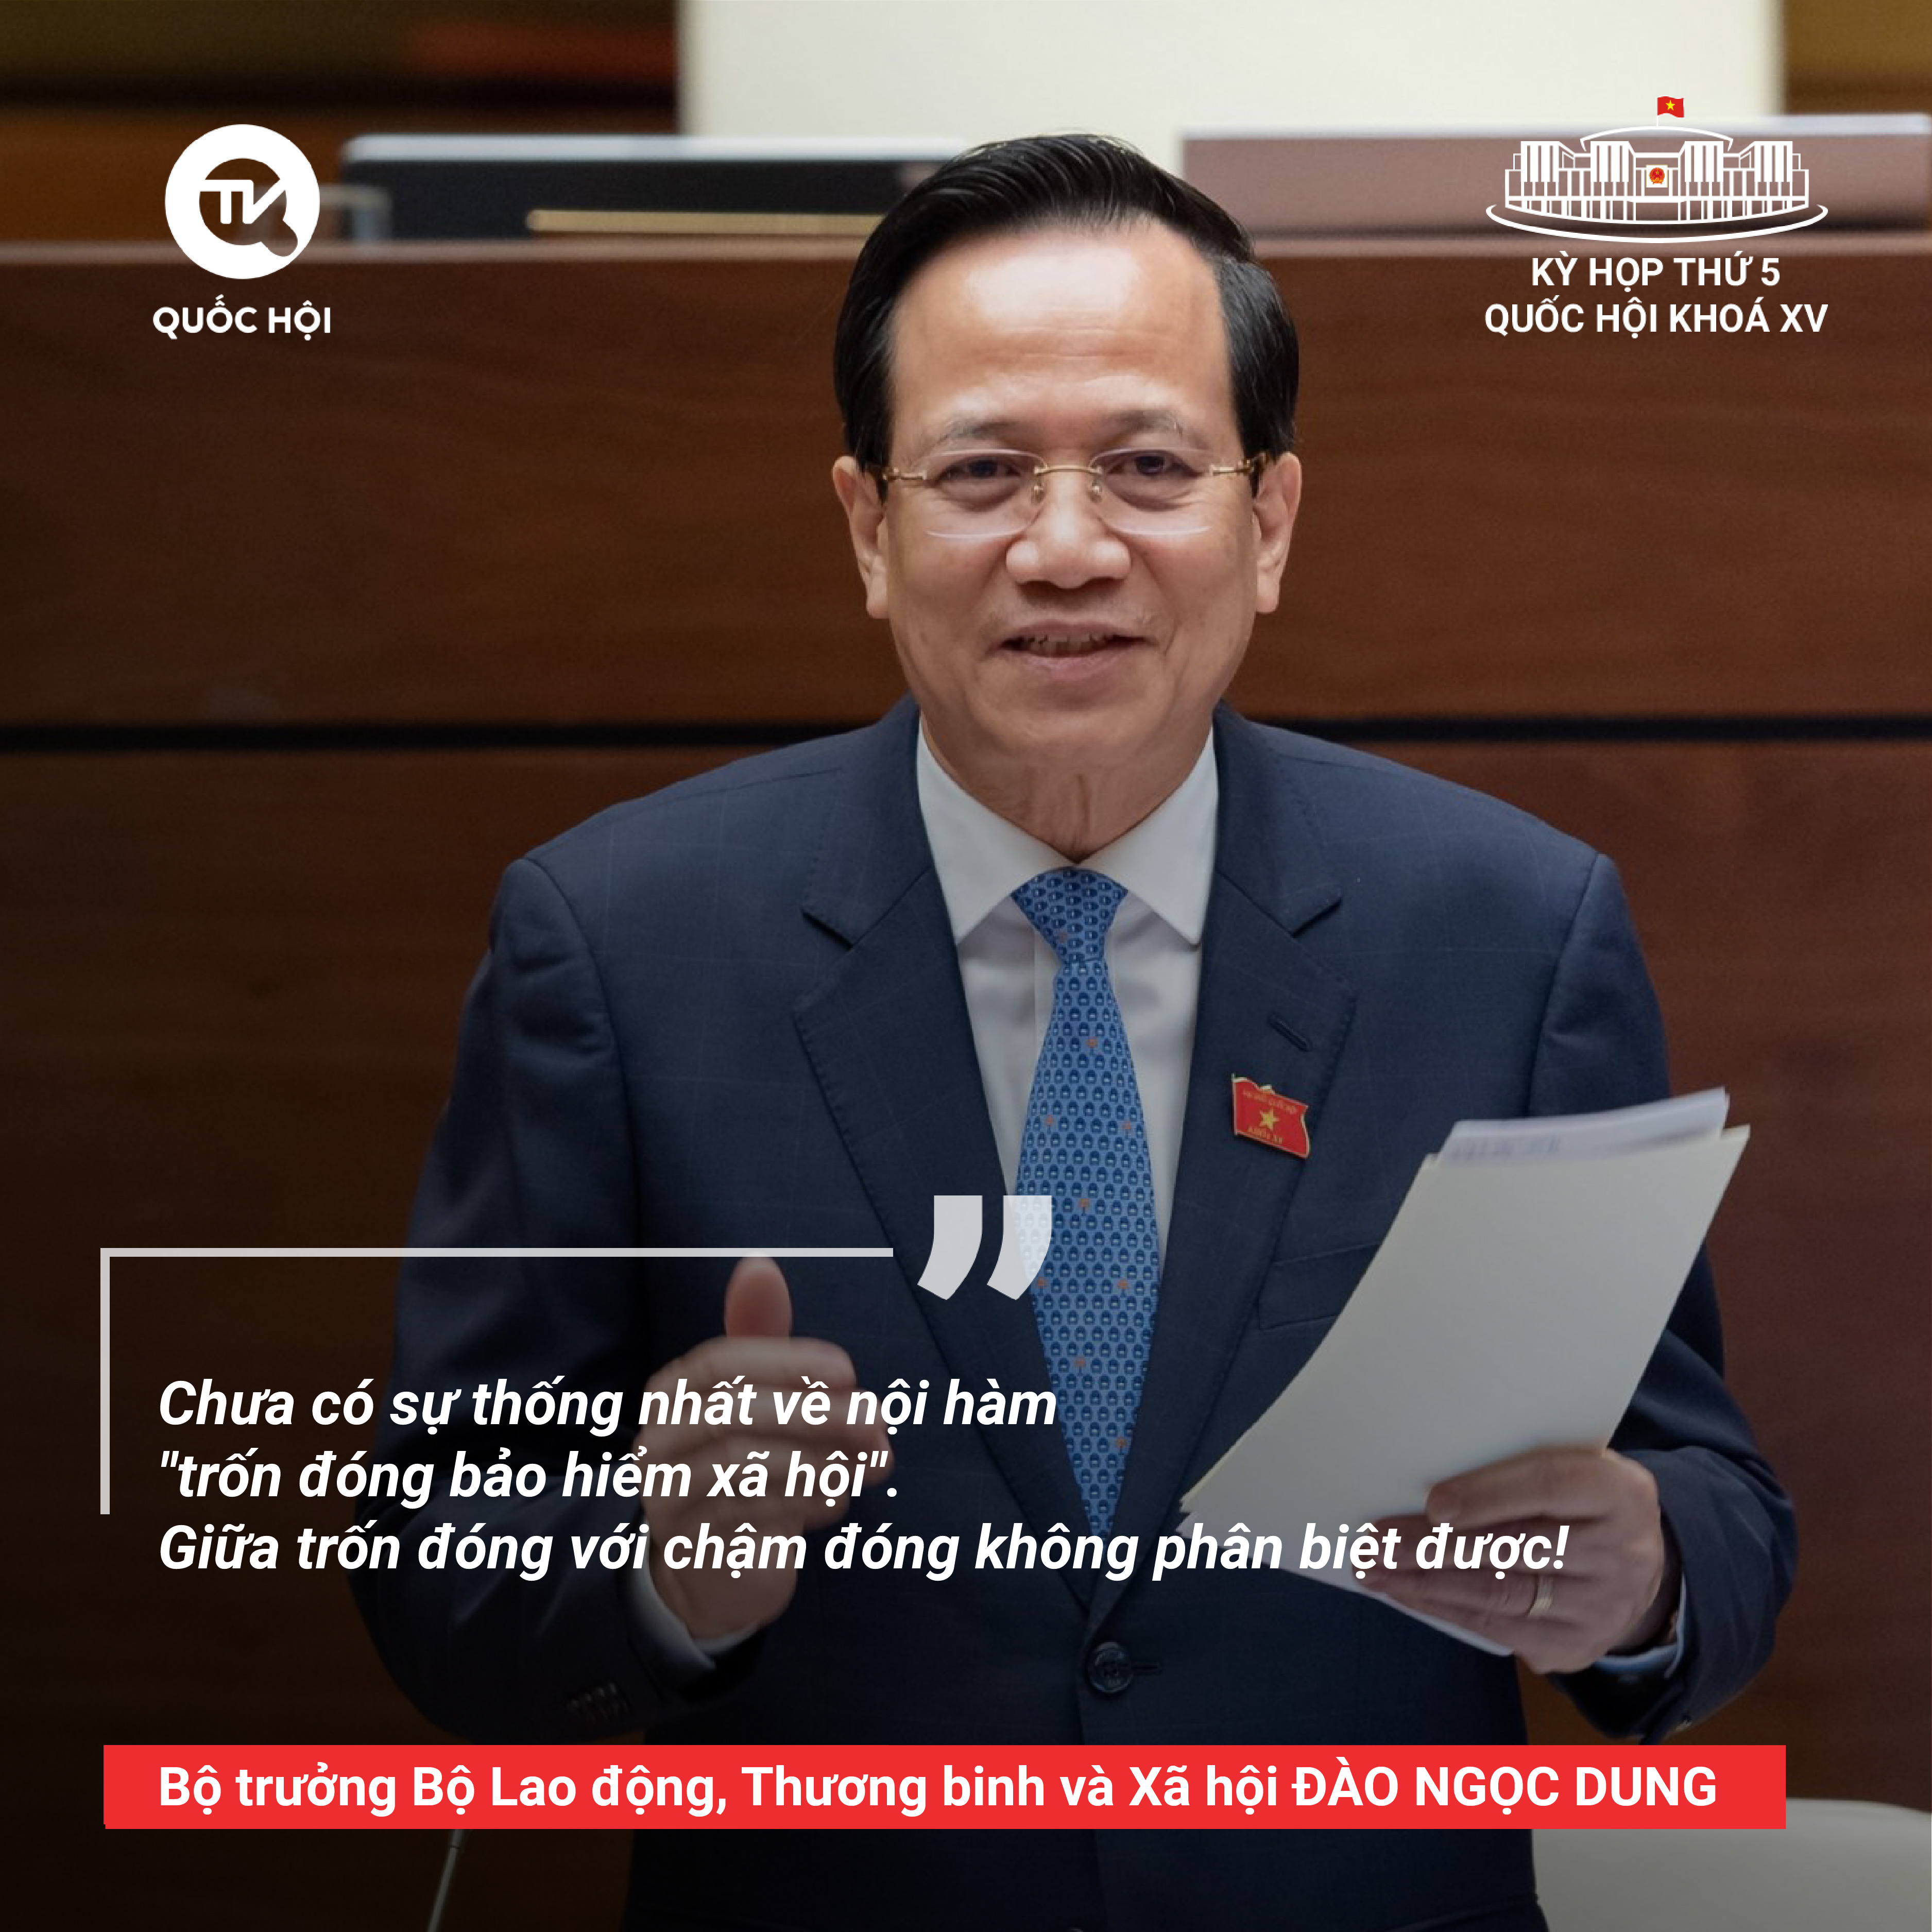 TV
QUỐC HỘI
KỲ HỌP THỨ 5
QUỐC HỘI KHOÁ XV
”
Chưa có sự thống nhất về nội hàm
"trốn đóng bảo hiểm xã hội".
Giữa trốn đóng với chậm đóng không phân biệt được!
Bộ trưởng Bộ Lao động, Thương binh và Xã hội ĐÀO NGỌC DUNG